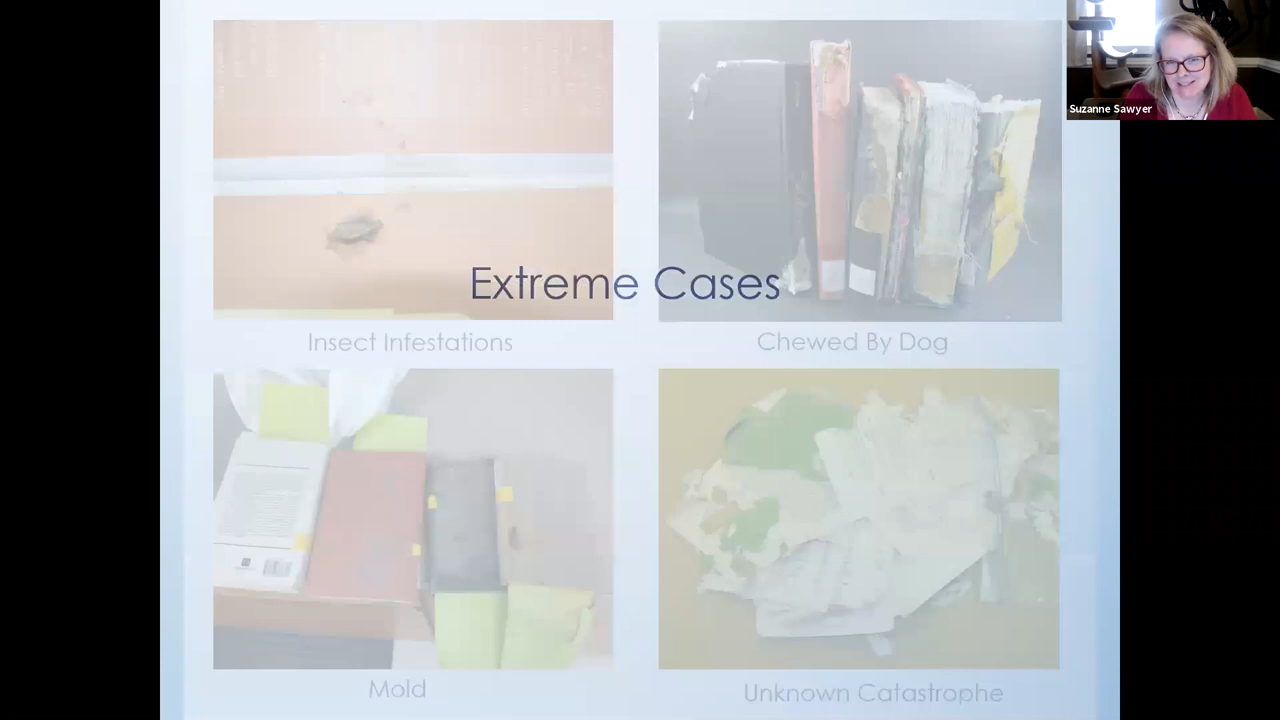 Suzanne Sawyer
Extreme Cases
Insect Infestations
Chewed By Dog
Mold
Unknown Catastrophe